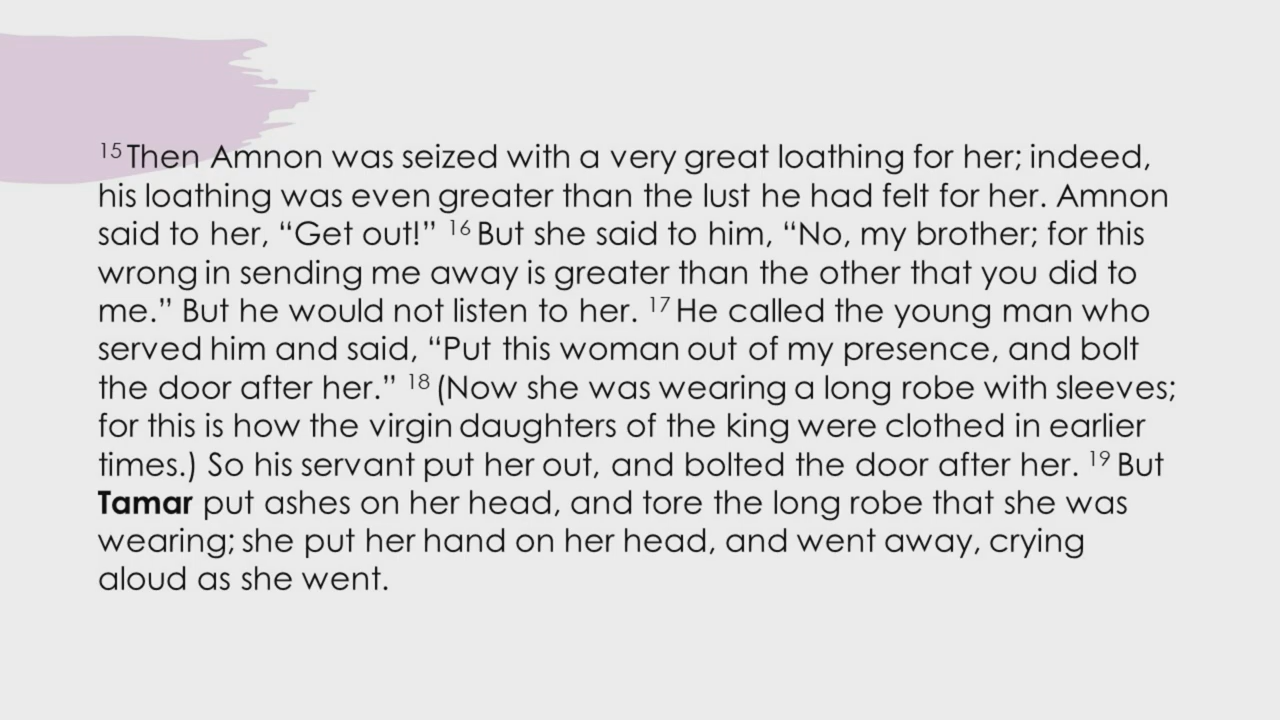 15 Then Amnon was seized with a very great loathing for her; indeed,
his loathing was even greater than the lust he had felt for her. Amnon
said to her, “Get out!” 16 But she said to him, “No, my brother; for this
wrong in sending me away is greater than the other that you did to
me.” But he would not listen to her. 17 He called the young man who
served him and said, “Put this woman out of my presence, and bolt
the door after her.” 18 (Now she was wearing a long robe with sleeves;
for this is how the virgin daughters of the king were clothed in earlier
times.) So his servant put her out, and bolted the door after her. 19 But
Tamar put ashes on her head, and tore the long robe that she was
wearing; she put her hand on her head, and went away, crying
aloud as she went.